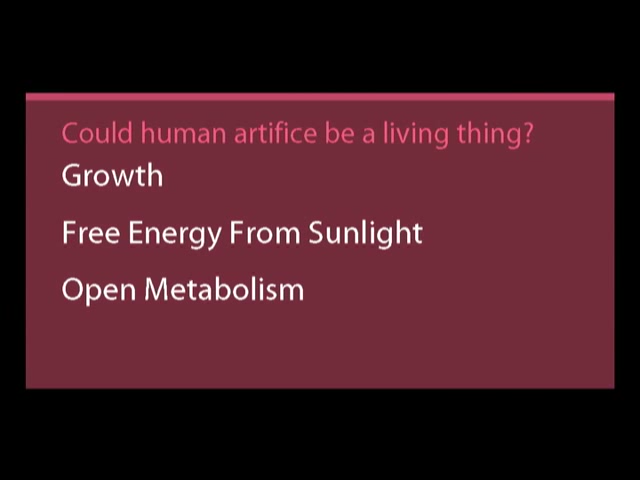 Could human artifice be a living thing?
Growth
Free Energy From Sunlight
Open Metabolism